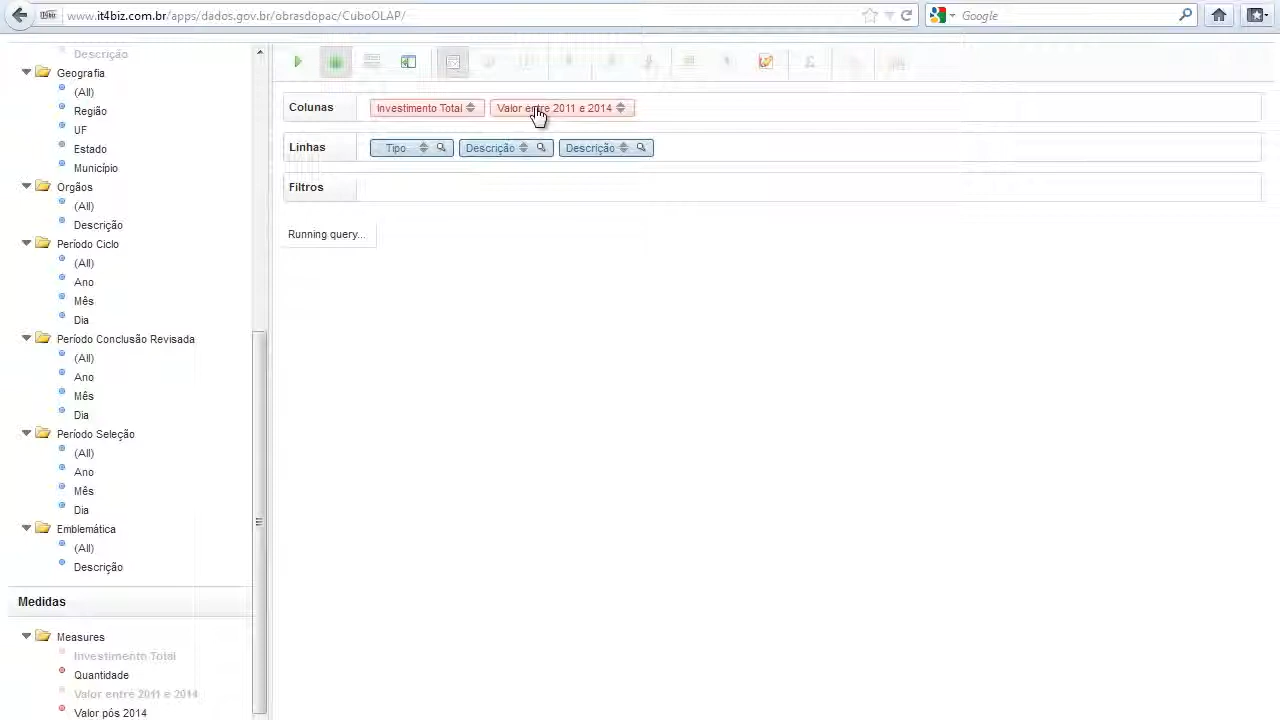 www.it4biz.com.br/apps/dados.gov.br/obrasdopac/CuboOLAP/
Google
Descrição
Geografia
(All)
Região
UF
Estado
Município
Orgãos
(All)
Descrição
Período Ciclo
(All)
Ano
Mês
Dia
Período Conclusão Revisada
(All)
Ano
Mês
Dia
Período Seleção
(All)
Ano
Mês
Dia
Emblemática
(All)
Descrição
Medidas
Measures
Investimento Total
Quantidade
Valor entre 2011 e 2014
Valor pós 2014
Colunas Investimento Total Valor entre 2011 e 2014
Linhas Tipo Descrição Descrição
Filtros
Running query...